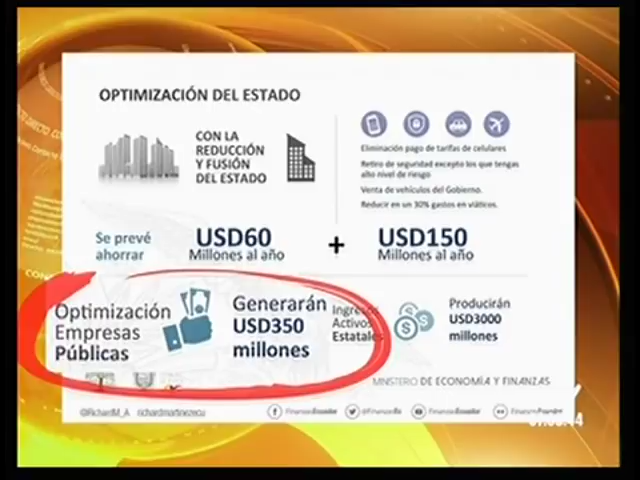 OPTIMIZACIÓN DEL ESTADO
CON LA
REDUCCIÓN
Y FUSIÓN
DEL ESTADO
Eliminación pago de tarifas de celulares
Retiro de seguridad excepto los que tengas
alto nivel de riesgo
Venta de vehículos del Gobierno.
Reducir en un 30% gastos en viáticos.
Se prevé
ahorrar
USD60
Millones al año
+
USD150
Millones al año
Optimización
Empresas
Públicas
Generarán
USD350
millones
Ingresos
Activos
Estatales
Producirán
USD3000
millones
MINISTERIO DE ECONOMÍA Y FINANZAS
@RichardM_A richardmartinezecu